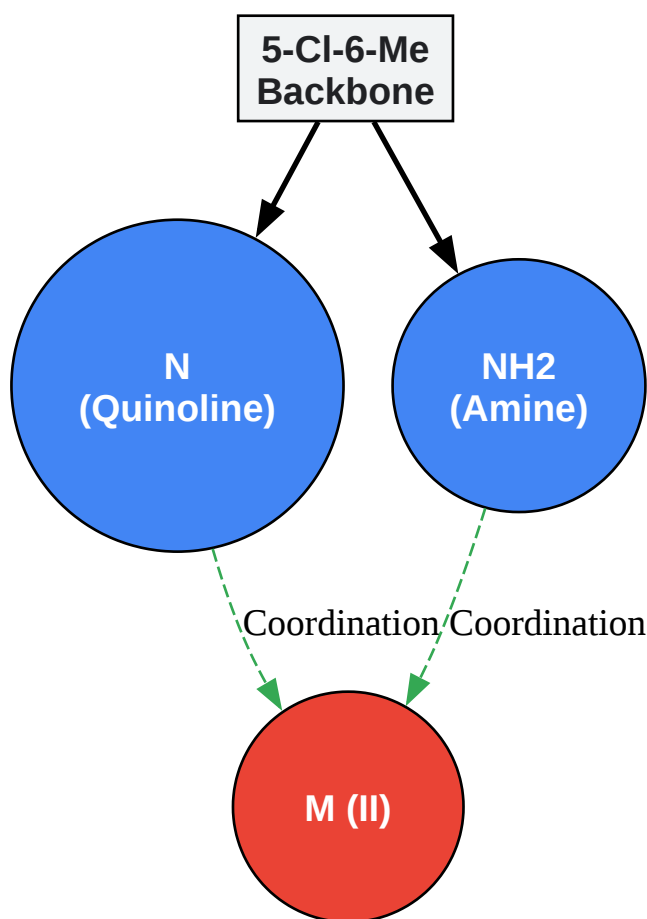 5-Cl-6-Me
Backbone
N
(Quinoline)
NH2
(Amine)
Coordination
Coordination
M (II)